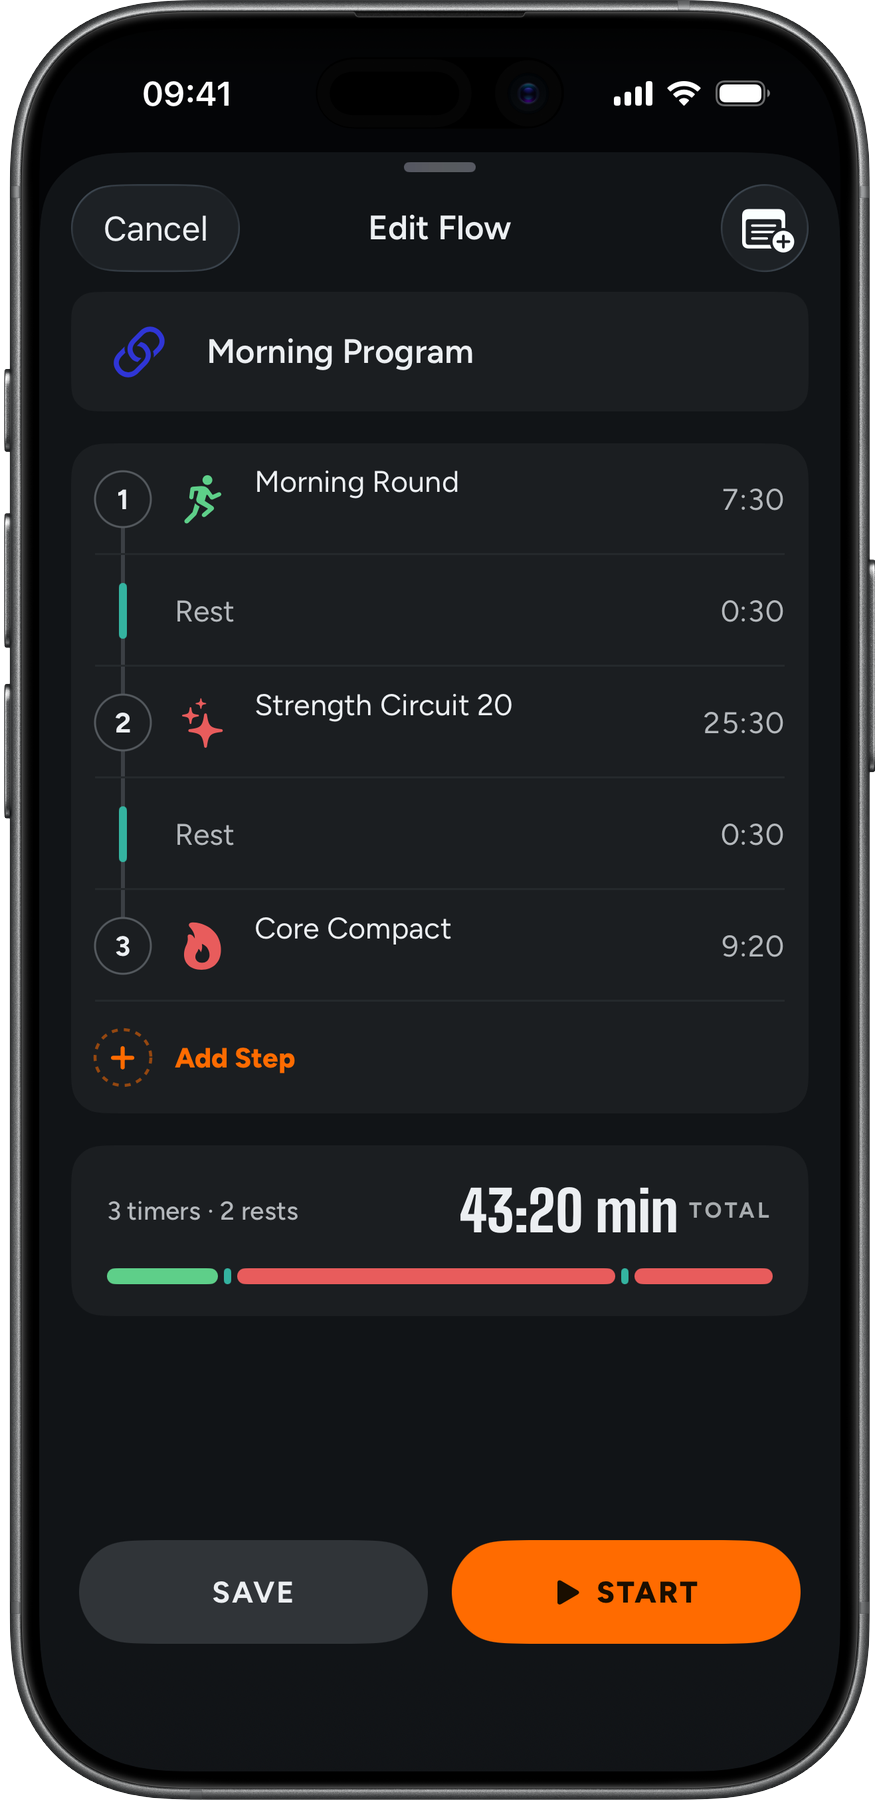 09:41
Cancel
Edit Flow
Morning Program
1
Morning Round
7:30
Rest
0:30
2
Strength Circuit 20
25:30
Rest
0:30
3
Core Compact
9:20
Add Step
3 timers · 2 rests
43:20 min TOTAL
SAVE
START